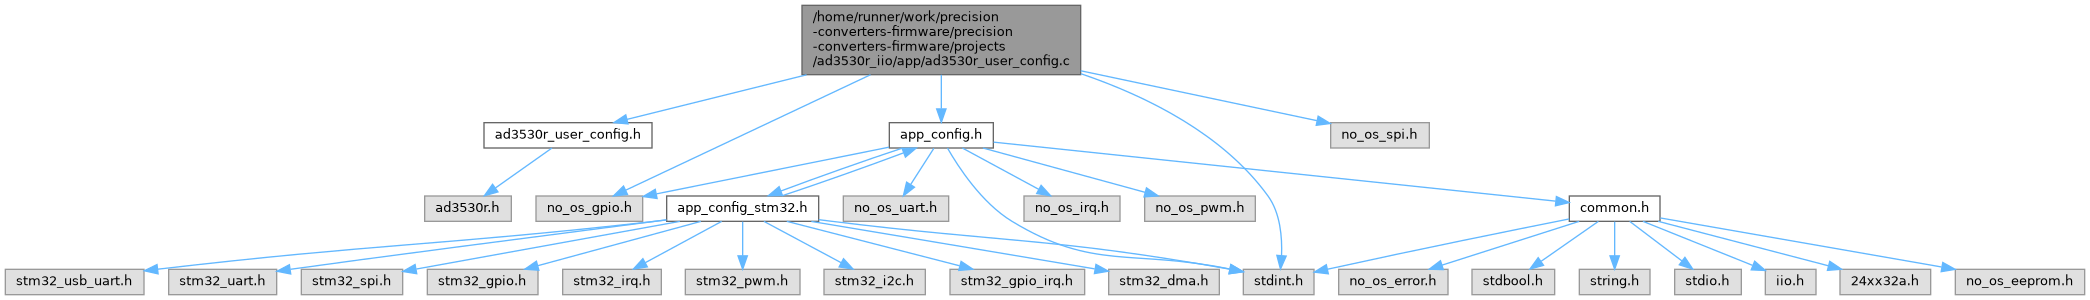 /home/runner/work/precision
-converters-firmware/precision
-converters-firmware/projects
/ad3530r_iio/app/ad3530r_user_config.c
ad3530r_user_config.h
app_config.h
no_os_spi.h
ad3530r.h
no_os_gpio.h
app_config_stm32.h
no_os_uart.h
no_os_irq.h
no_os_pwm.h
common.h
stm32_usb_uart.h
stm32_uart.h
stm32_spi.h
stm32_gpio.h
stm32_irq.h
stm32_pwm.h
stm32_i2c.h
stm32_gpio_irq.h
stm32_dma.h
stdint.h
no_os_error.h
stdbool.h
string.h
stdio.h
iio.h
24xx32a.h
no_os_eeprom.h